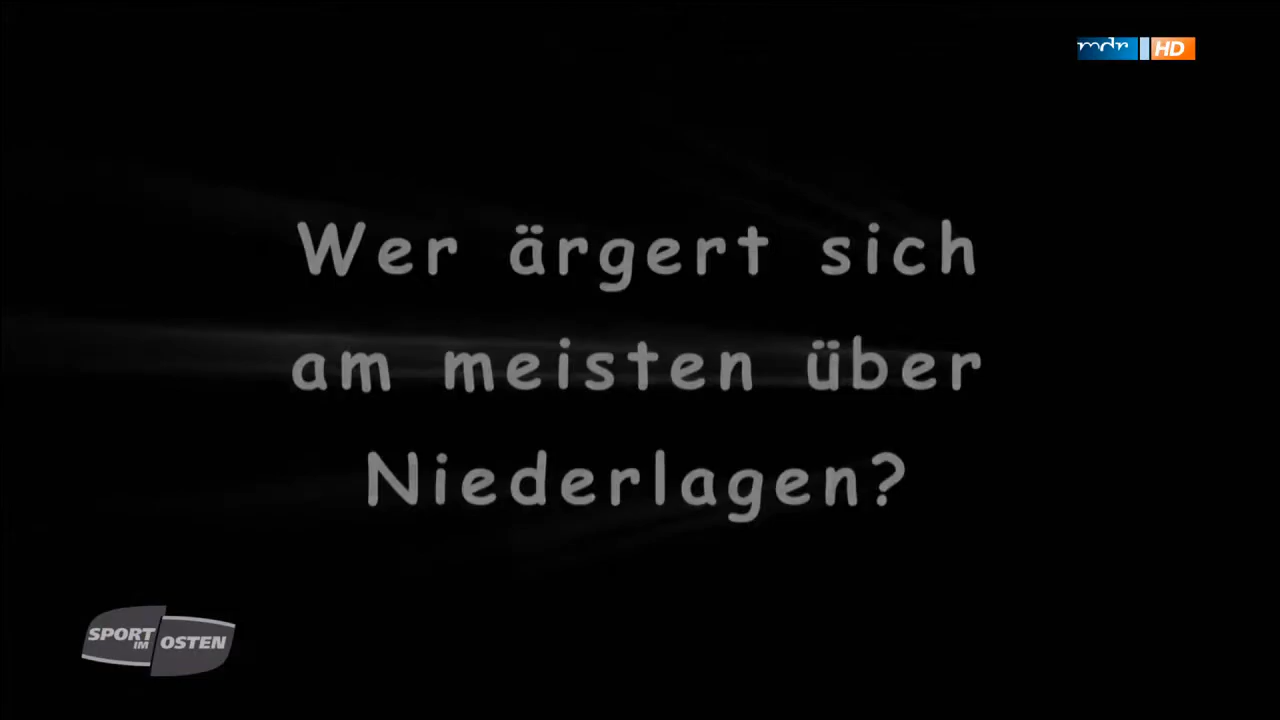 mdr HD
Wer ärgert sich
am meisten über
Niederlagen?
SPORT IM OSTEN